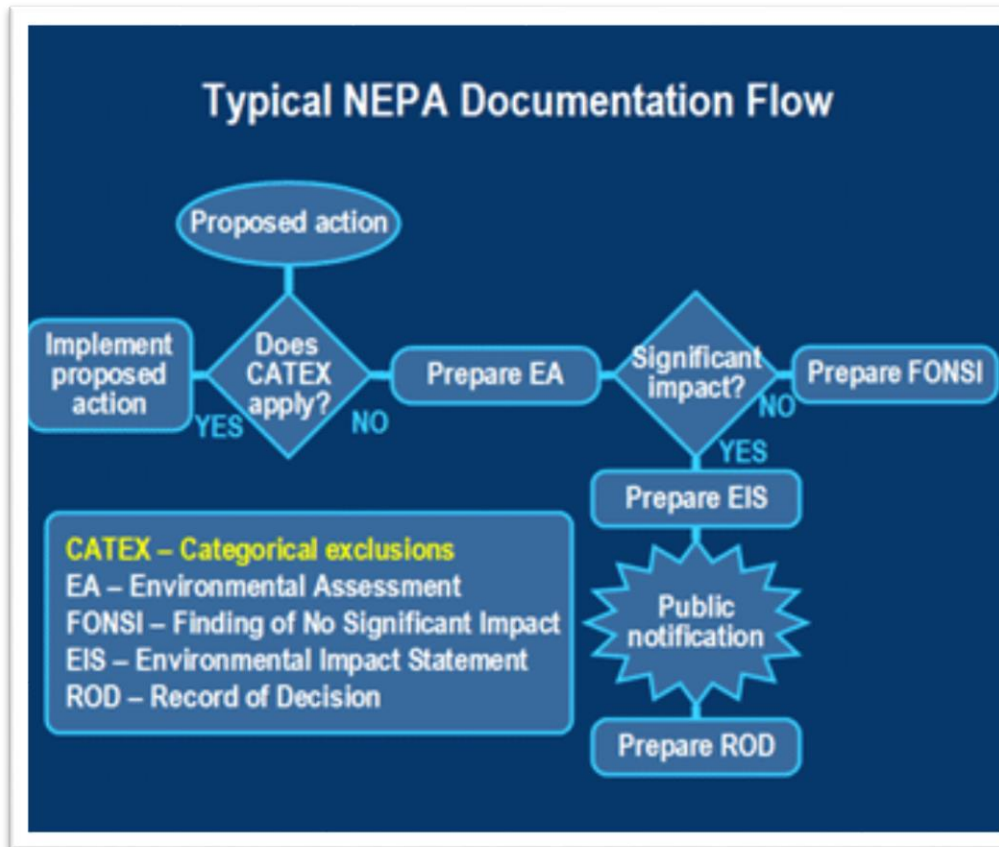 Typical NEPA Documentation Flow
Proposed action
Implement
proposed
action
Does
CATEX
apply?
YES
NO
Prepare EA
Significant
impact?
NO
Prepare FONSI
YES
Prepare EIS
Public
notification
Prepare ROD
CATEX – Categorical exclusions
EA – Environmental Assessment
FONSI – Finding of No Significant Impact
EIS – Environmental Impact Statement
ROD – Record of Decision